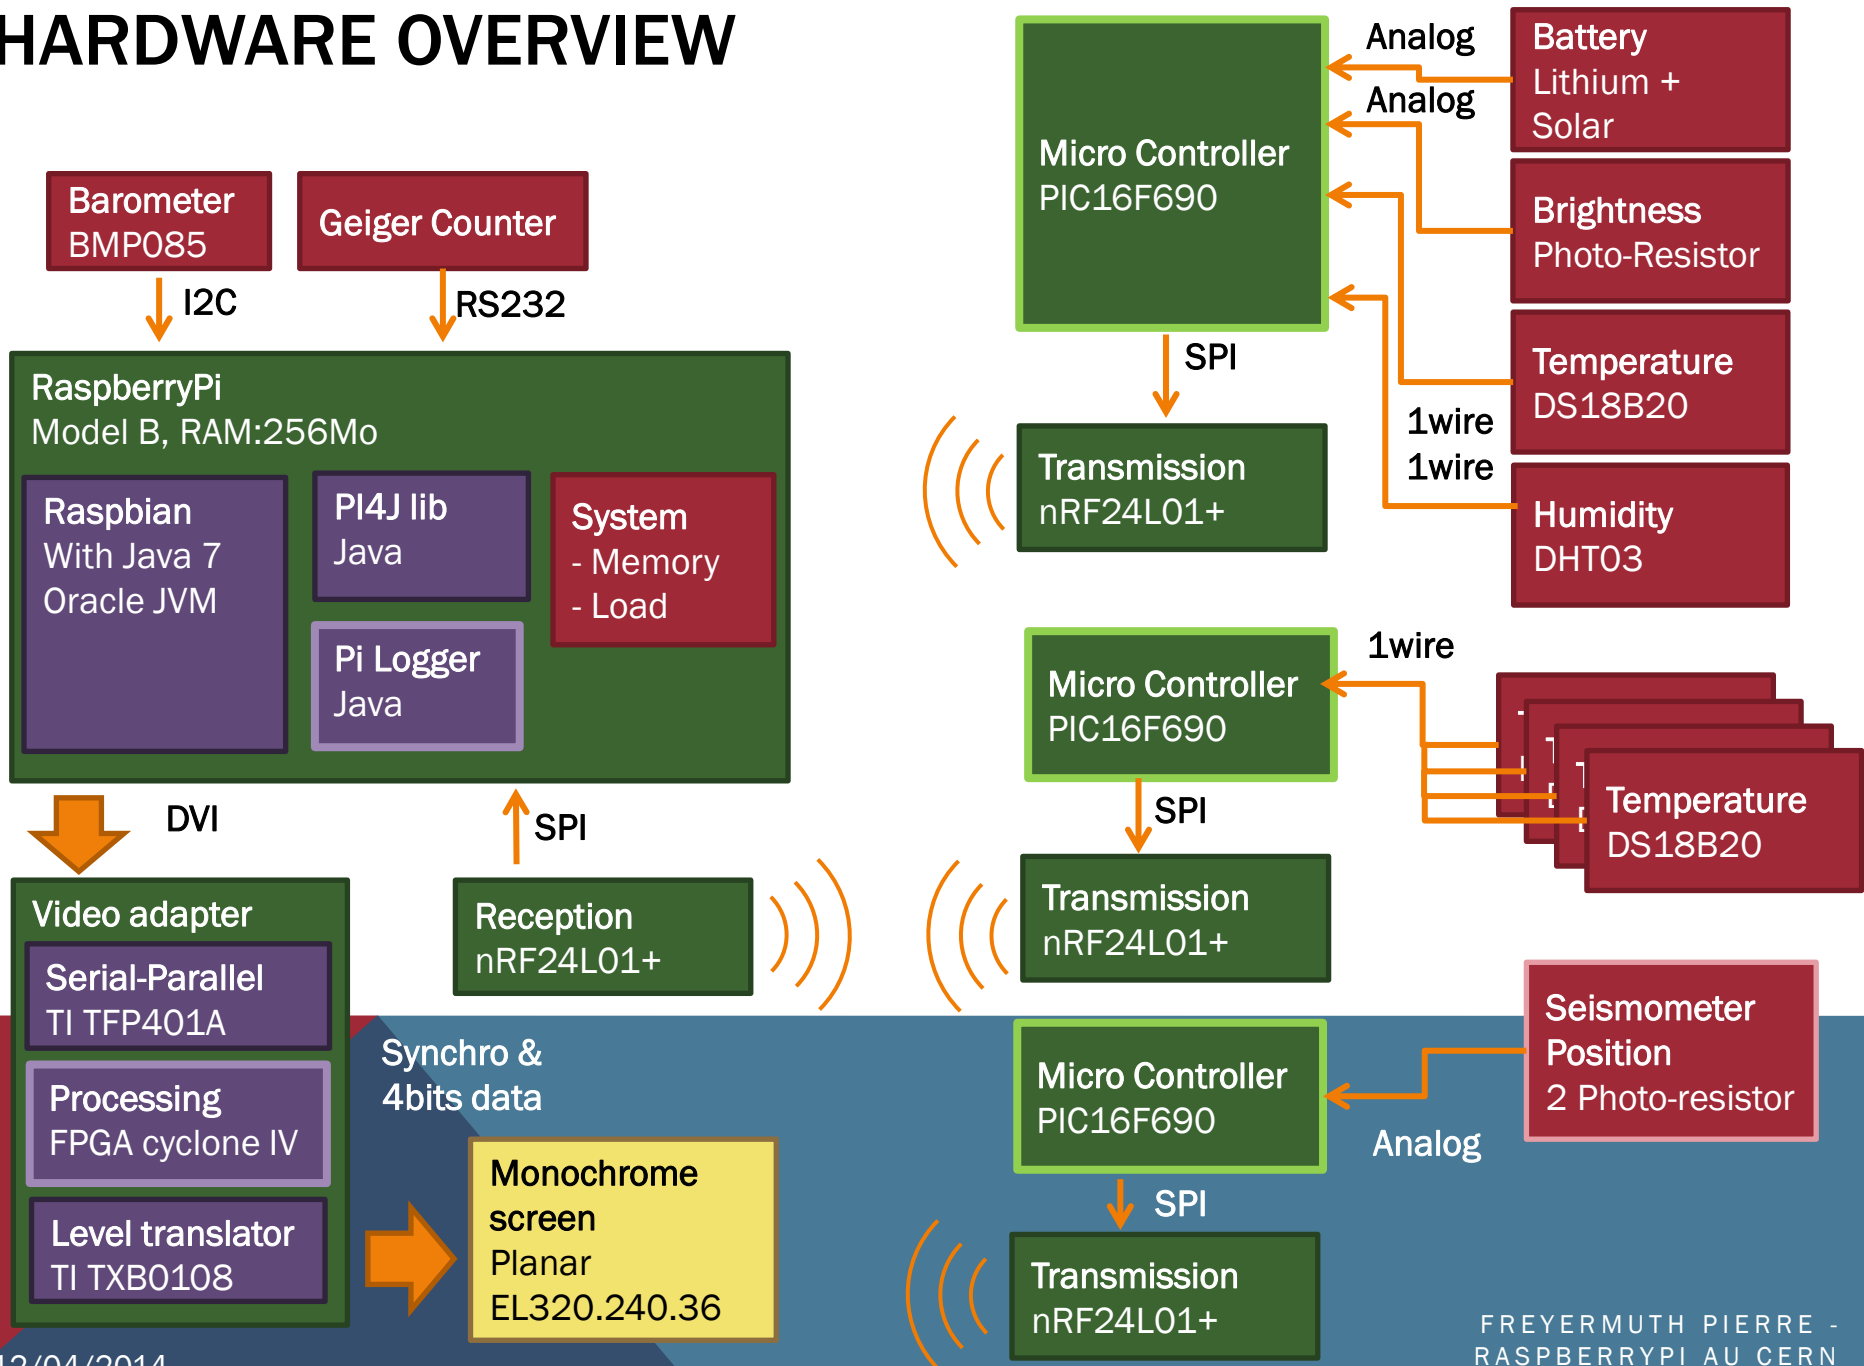 HARDWARE OVERVIEW
Barometer
BMP085
Geiger Counter
I2C
RS232
RaspberryPi
Model B, RAM:256Mo
Raspbian
With Java 7
Oracle JVM
PI4J lib
Java
System
- Memory
- Load
Pi Logger
Java
DVI
SPI
Video adapter
Serial-Parallel
TI TFP401A
Processing
FPGA cyclone IV
Level translator
TI TXB0108
Reception
nRF24L01+
Synchro &
4bits data
Monochrome
screen
Planar
EL320.240.36
Micro Controller
PIC16F690
Analog
Analog
Battery
Lithium +
Solar
Brightness
Photo-Resistor
Temperature
DS18B20
1wire
1wire
Humidity
DHT03
SPI
Transmission
nRF24L01+
Micro Controller
PIC16F690
1wire
Temperature
DS18B20
SPI
Transmission
nRF24L01+
Micro Controller
PIC16F690
Seismometer
Position
2 Photo-resistor
Analog
SPI
Transmission
nRF24L01+
FREYERMUTH PIERRE -
RASPBERRYPI AU CERN
12/04/2014